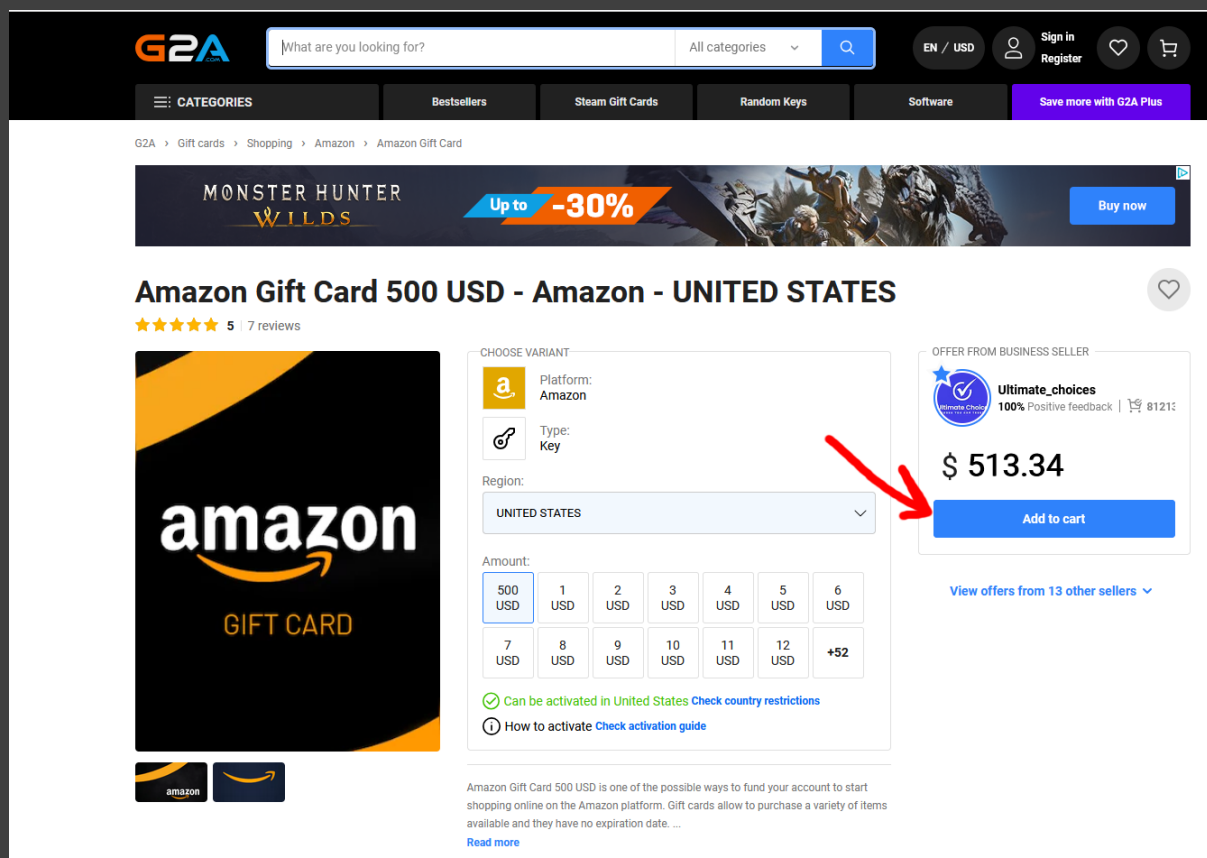 G2A
.COM
What are you looking for?
All categories
EN / USD
Sign in
Register
CATEGORIES
Bestsellers
Steam Gift Cards
Random Keys
Software
Save more with G2A Plus
G2A › Gift cards › Shopping › Amazon › Amazon Gift Card
MONSTER HUNTER
WILDS
Up to -30%
Buy now
Amazon Gift Card 500 USD - Amazon - UNITED STATES
5 | 7 reviews
amazon
GIFT CARD
amazon
CHOOSE VARIANT
a
Platform:
Amazon
Type:
Key
Region:
UNITED STATES
Amount:
500 USD
1 USD
2 USD
3 USD
4 USD
5 USD
6 USD
7 USD
8 USD
9 USD
10 USD
11 USD
12 USD
+52
Can be activated in United States Check country restrictions
How to activate Check activation guide
Amazon Gift Card 500 USD is one of the possible ways to fund your account to start
shopping online on the Amazon platform. Gift cards allow to purchase a variety of items
available and they have no expiration date. ...
Read more
OFFER FROM BUSINESS SELLER
Ultimate_choices
100% Positive feedback | 81213
$ 513.34
Add to cart
View offers from 13 other sellers